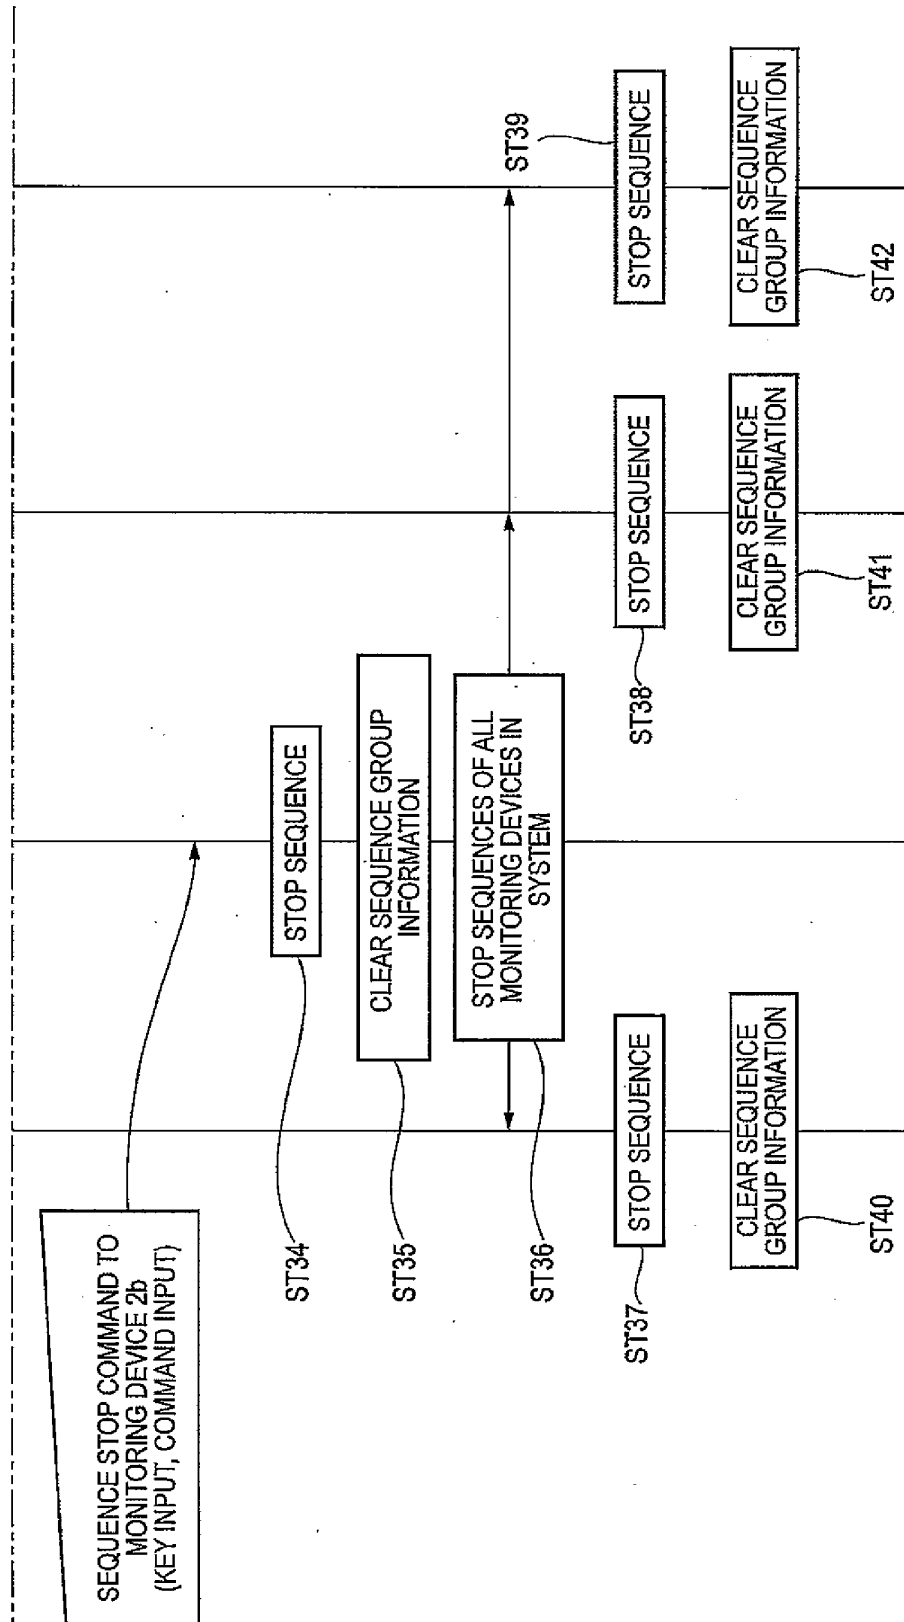 SEQUENCE STOP COMMAND TO
MONITORING DEVICE 2b
(KEY INPUT, COMMAND INPUT)
ST34
STOP SEQUENCE
ST35
CLEAR SEQUENCE GROUP
INFORMATION
ST36
STOP SEQUENCES OF ALL
MONITORING DEVICES IN
SYSTEM
ST37
STOP SEQUENCE
ST38
STOP SEQUENCE
ST39
STOP SEQUENCE
CLEAR SEQUENCE
GROUP INFORMATION
ST40
CLEAR SEQUENCE
GROUP INFORMATION
ST41
CLEAR SEQUENCE
GROUP INFORMATION
ST42